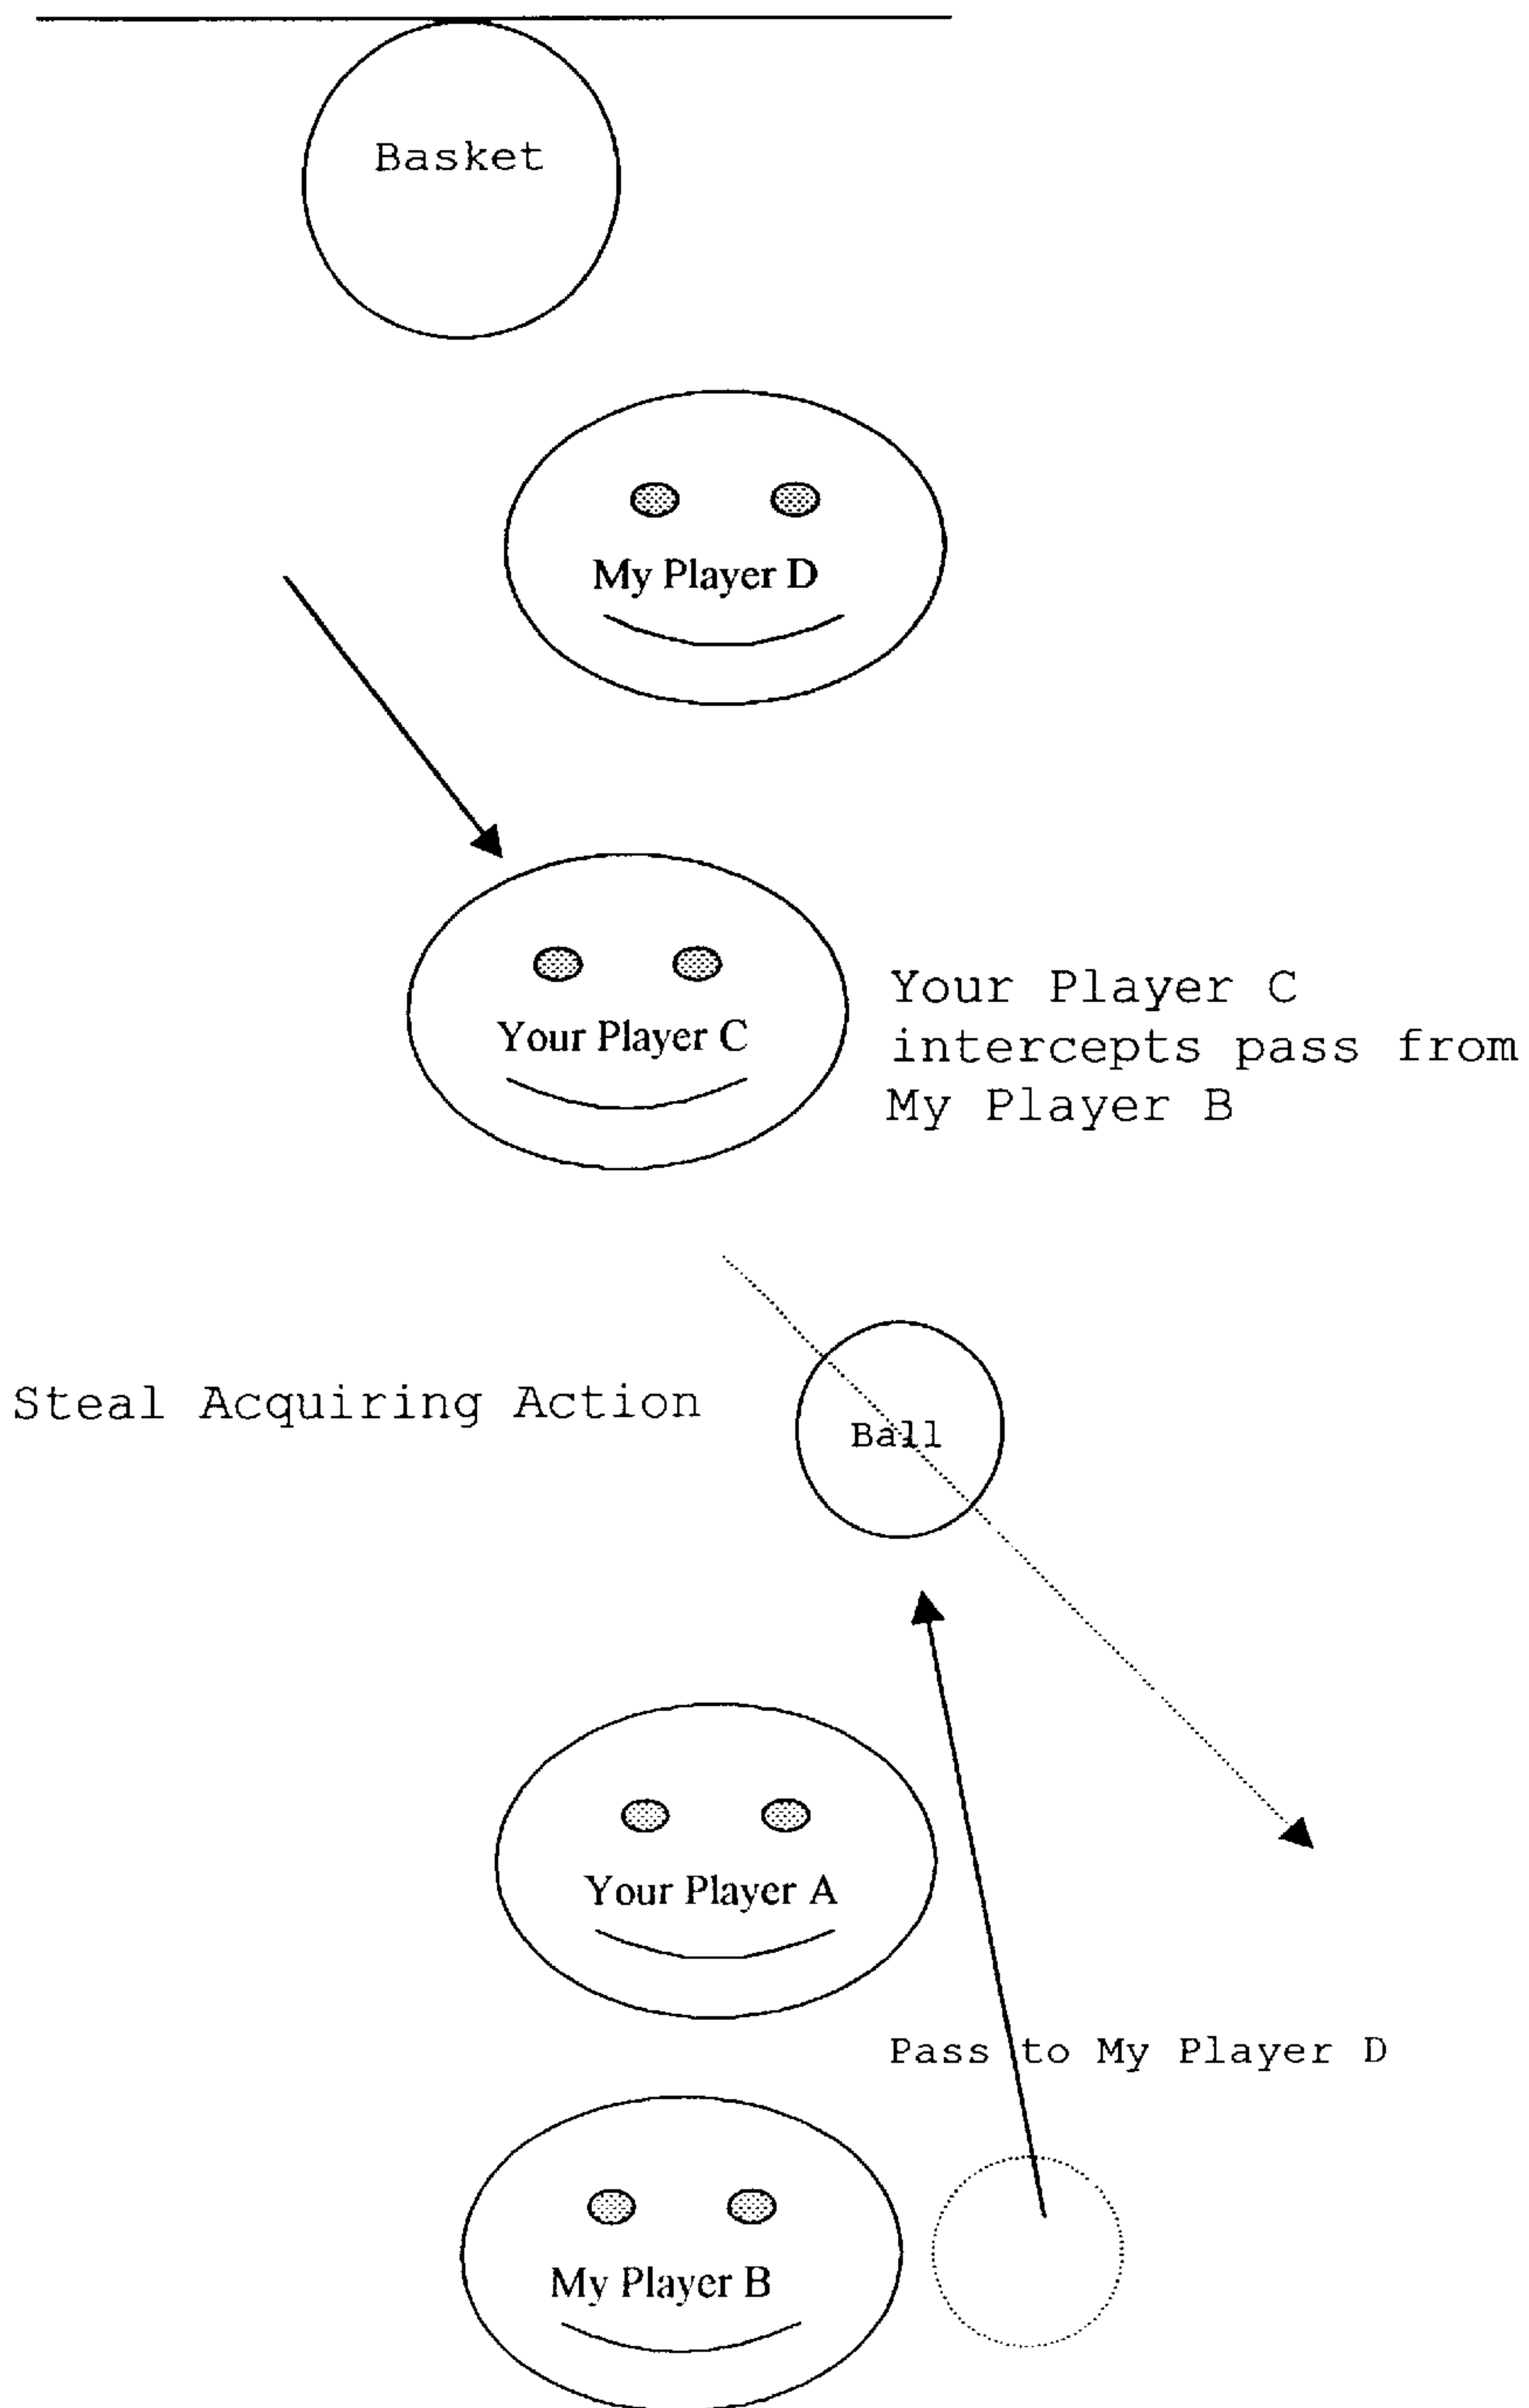 Basket
My Player D
Your Player C
Your Player C
intercepts pass from
My Player B
Steal Acquiring Action
Ball
Your Player A
Pass to My Player D
My Player B